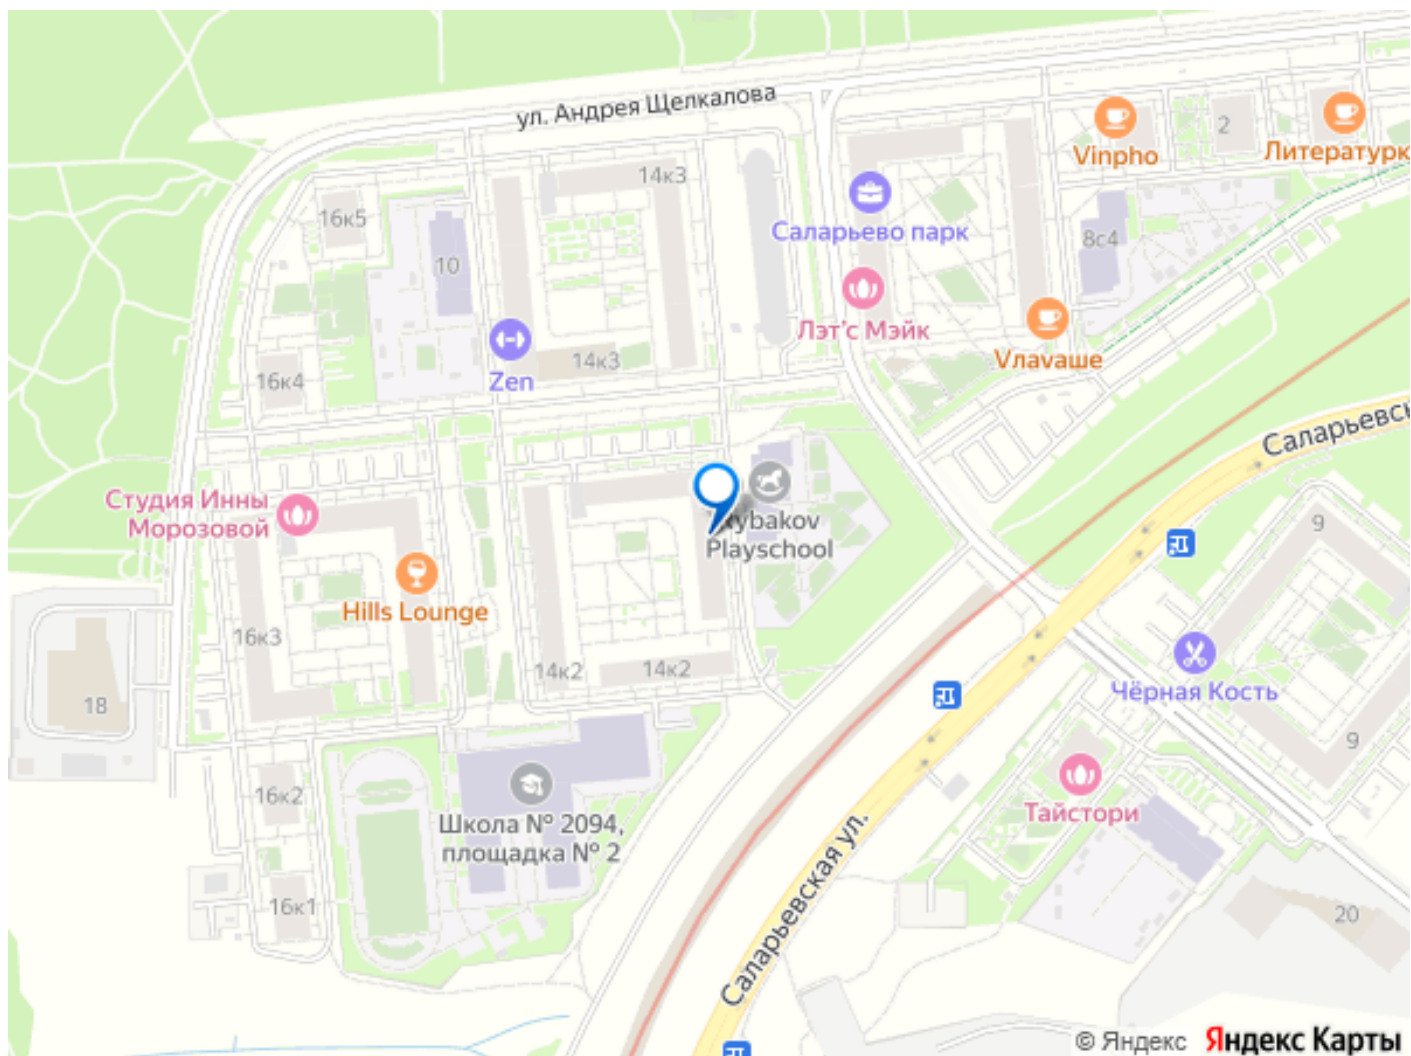 ул. Андрея Щелкалова
Vinpho
2
Литературк
14к3
16к5
Саларьево парк
8с4
10
Лэт'с Мэйк
Vлаvаше
14к3
Zen
16к4
Саларьевск
Студия Инны
Морозовой
Playschool
9
Hills Lounge
16к3
14к2
14к2
Чёрная Кость
18
9
16к2
Тайстори
Школа № 2094,
площадка № 2
Саларьевская ул.
16к1
20
© Яндекс Яндекс Карты